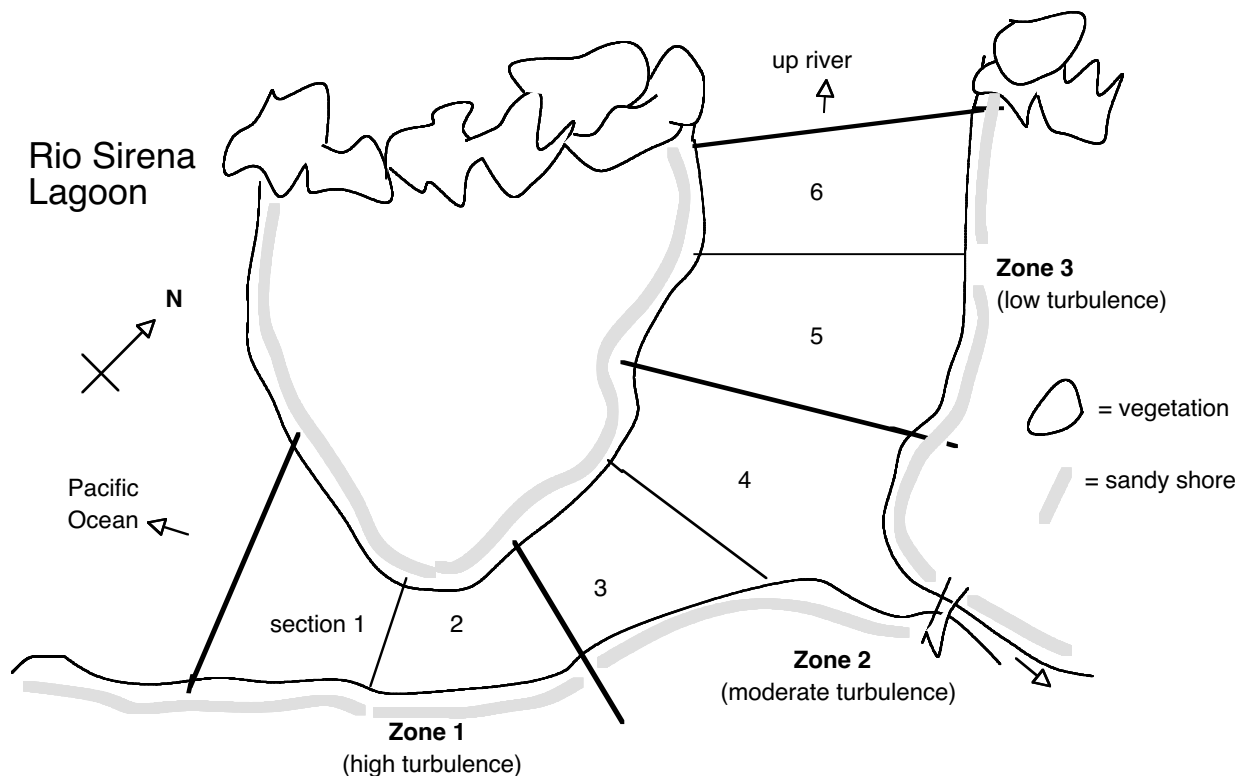 up river
Rio Sirena
Lagoon
6
Zone 3
(low turbulence)
N
5
= vegetation
4
= sandy shore
Pacific
Ocean
3
section 1
2
Zone 2
(moderate turbulence)
Zone 1
(high turbulence)